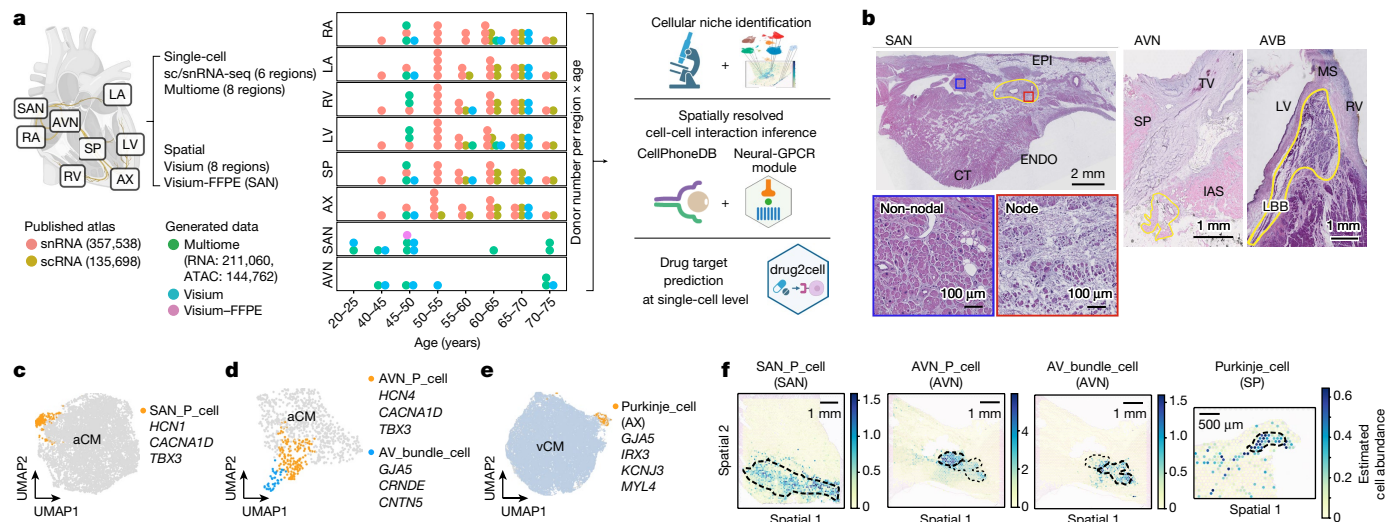 a
SAN
AVN
LA
RA
SP
LV
RV
AX
Single-cell
sc/snRNA-seq (6 regions)
Multiome (8 regions)
Spatial
Visium (8 regions)
Visium-FFPE (SAN)
Published atlas
snRNA (357,538)
scRNA (135,698)
Generated data
Multiome
(RNA: 211,060,
ATAC: 144,762)
Visium
Visium–FFPE
RA
LA
RV
LV
SP
AX
SAN
AVN
20–25
40–45
45–50
50–55
55–60
60–65
65–70
70–75
Age (years)
Donor number per region × age
Cellular niche identification
+
Spatially resolved
cell-cell interaction inference
CellPhoneDB
Neural-GPCR
module
+
Drug target
prediction
at single-cell level
drug2cell
b
SAN
EPI
ENDO
CT
2 mm
Non-nodal
100 μm
Node
100 μm
AVN
TV
SP
IAS
1 mm
AVB
MS
LV
RV
LBB
1 mm
c
aCM
SAN_P_cell
HCN1
CACNA1D
TBX3
UMAP2
UMAP1
d
aCM
AVN_P_cell
HCN4
CACNA1D
TBX3
AV_bundle_cell
GJA5
CRNDE
CNTN5
UMAP2
UMAP1
e
vCM
Purkinje_cell
(AX)
GJA5
IRX3
KCNJ3
MYL4
UMAP2
UMAP1
f
SAN_P_cell
(SAN)
1 mm
1.5
1.0
0.5
0
Spatial 2
Spatial 1
AVN_P_cell
(AVN)
1 mm
4
2
0
Spatial 1
AV_bundle_cell
(AVN)
1 mm
1.5
1.0
0.5
0
Spatial 1
Purkinje_cell
(SP)
500 μm
0.6
0.4
0.2
0
Spatial 1
Estimated
cell abundance